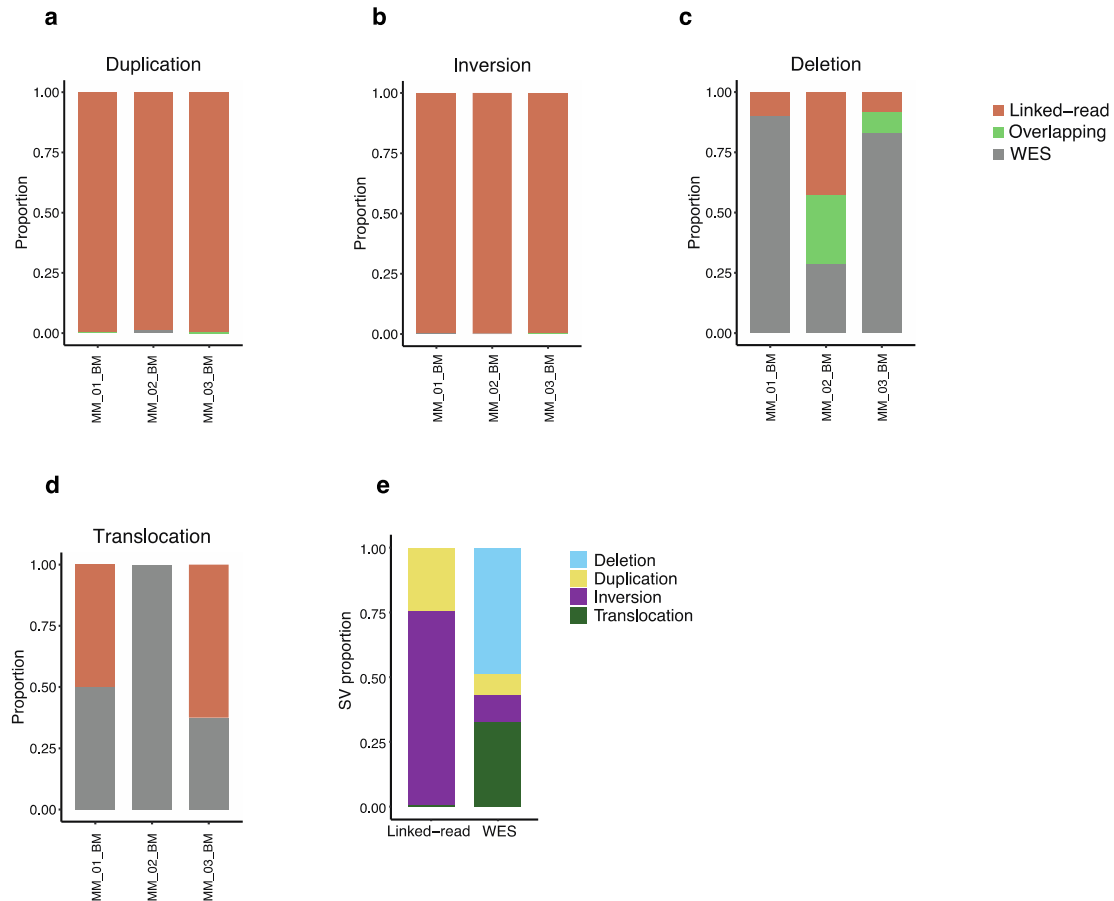 a
Duplication
Proportion
1.00
0.75
0.50
0.25
0.00
MM_01_BM
MM_02_BM
MM_03_BM
b
Inversion
Proportion
1.00
0.75
0.50
0.25
0.00
MM_01_BM
MM_02_BM
MM_03_BM
c
Deletion
Proportion
1.00
0.75
0.50
0.25
0.00
MM_01_BM
MM_02_BM
MM_03_BM
Linked-read
Overlapping
WES
d
Translocation
Proportion
1.00
0.75
0.50
0.25
0.00
MM_01_BM
MM_02_BM
MM_03_BM
e
SV proportion
1.00
0.75
0.50
0.25
0.00
Linked-read
WES
Deletion
Duplication
Inversion
Translocation